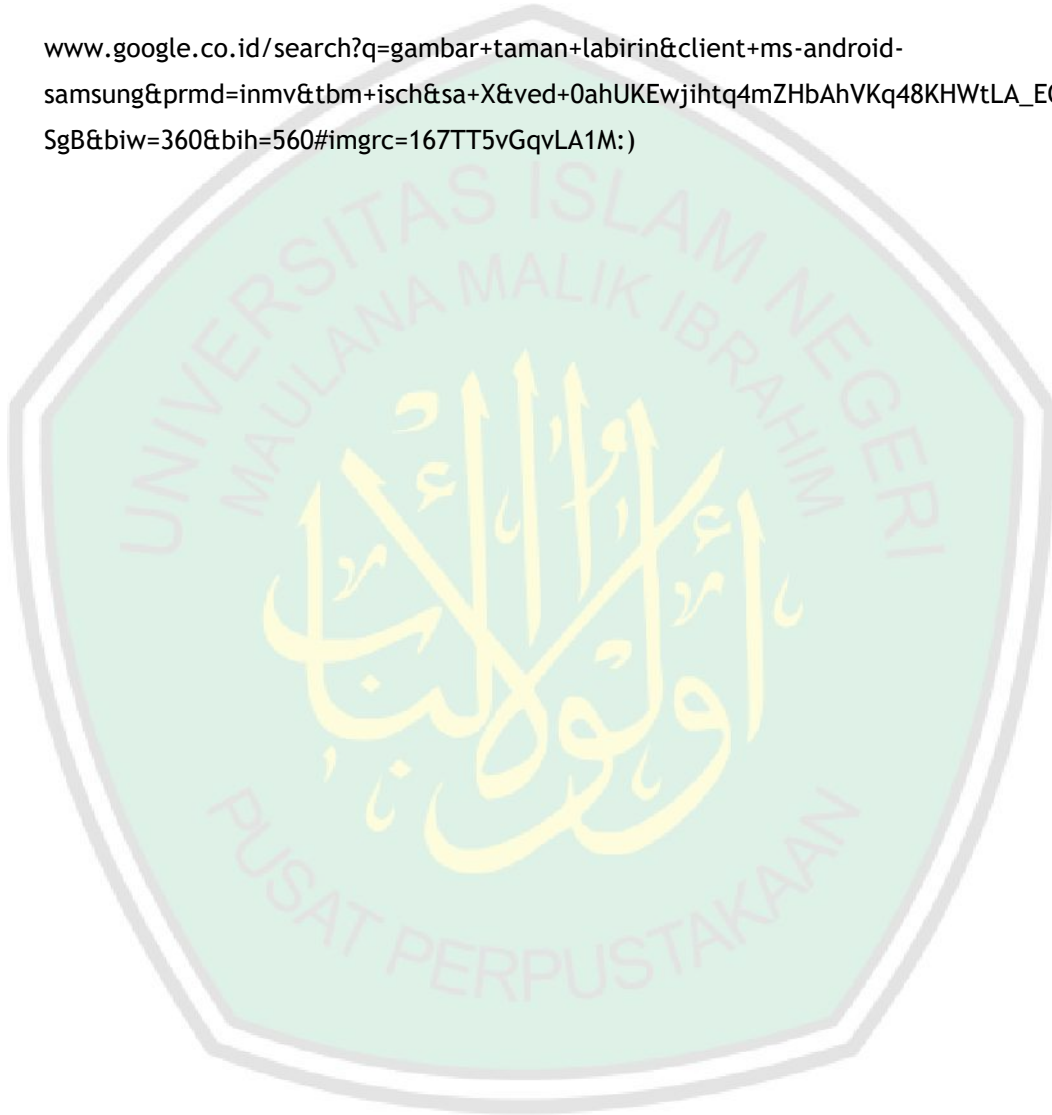 www.google.co.id/search?q=gambar+taman+labirin&client+ms-android-
samsung&prmd=inmv&tbm+isch&sa+X&ved+0ahUKEwjihtq4mZHbAhVKq48KHWtLA_E
SgB&biw=360&bih=560#imgrc=167TT5vGqvLA1M:)
UNIVERSITAS ISLAM NEGERI
MAULANA MALIK IBRAHIM
أولوا الألباب
PUSAT PERPUSTAKAAN